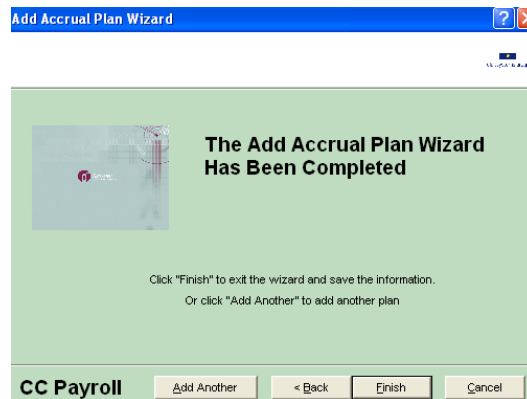 Add Accrual Plan Wizard
The Add Accrual Plan Wizard
Has Been Completed
Click "Finish" to exit the wizard and save the information.
Or click "Add Another" to add another plan
CC Payroll
Add Another
< Back
Finish
Cancel